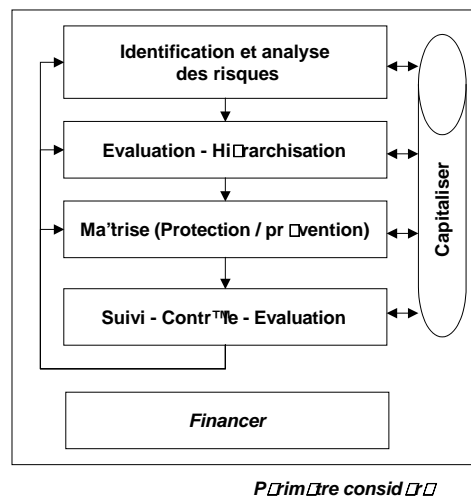 Identification et analyse
des risques
Evaluation - Hi□rarchisation
Ma’trise (Protection / pr □vention)
Suivi - Contr™le - Evaluation
Financer
Capitaliser
P□rim□tre consid □r□